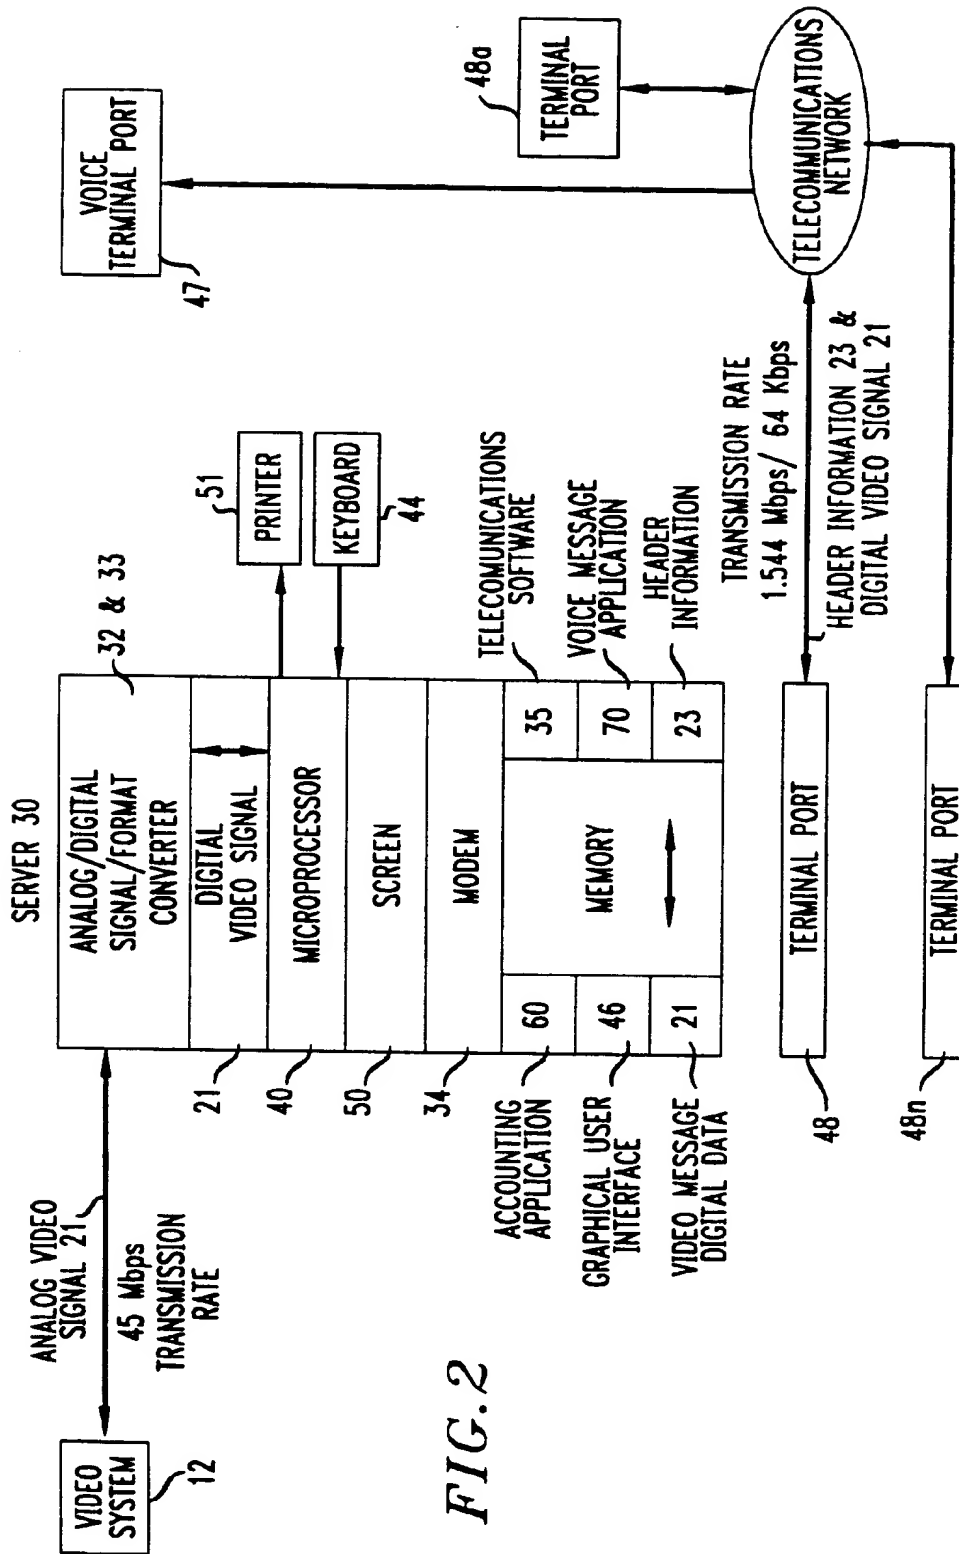 SERVER 30
VIDEO
SYSTEM
12
ANALOG VIDEO
SIGNAL 21
45 Mbps
TRANSMISSION
RATE
ANALOG/DIGITAL
SIGNAL/FORMAT
CONVERTER
32 & 33
DIGITAL
VIDEO SIGNAL
21
MICROPROCESSOR
40
SCREEN
50
MODEM
34
51
PRINTER
KEYBOARD
44
MEMORY
60
46
21
35
70
23
ACCOUNTING
APPLICATION
GRAPHICAL USER
INTERFACE
VIDEO MESSAGE
DIGITAL DATA
TELECOMUNICATIONS
SOFTWARE
VOICE MESSAGE
APPLICATION
HEADER
INFORMATION
VOICE
TERMINAL PORT
47
48a
TERMINAL
PORT
TRANSMISSION RATE
1.544 Mbps/ 64 Kbps
HEADER INFORMATION 23 &
DIGITAL VIDEO SIGNAL 21
TELECOMMUNICATIONS
NETWORK
TERMINAL PORT
48
TERMINAL PORT
48n
FIG.2